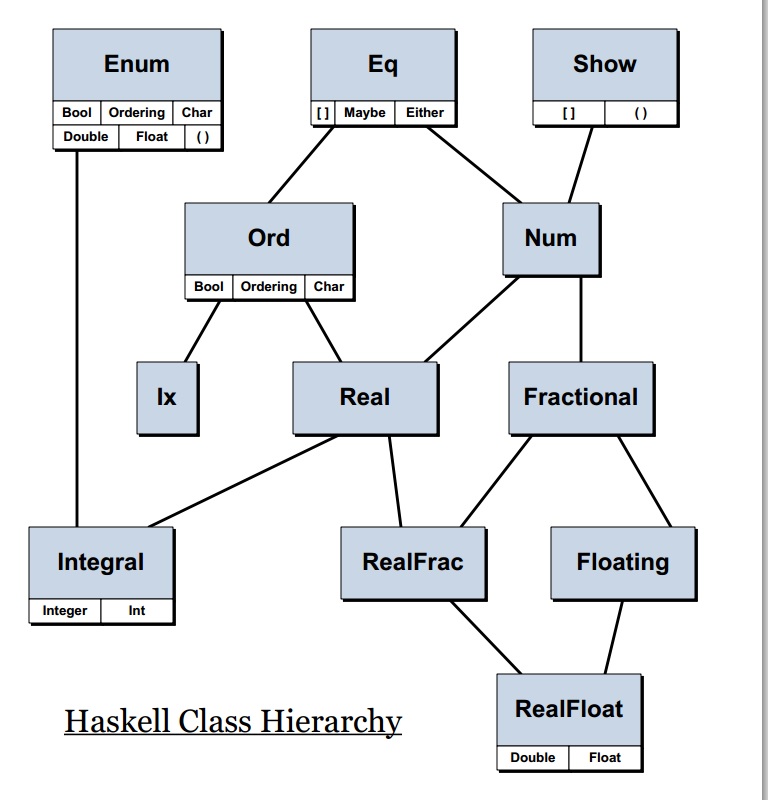 Enum
Bool Ordering Char
Double Float ( )
Eq
[ ] Maybe Either
Show
[ ] ( )
Ord
Bool Ordering Char
Num
Ix
Real
Fractional
Integral
Integer Int
RealFrac
Floating
RealFloat
Double Float
Haskell Class Hierarchy